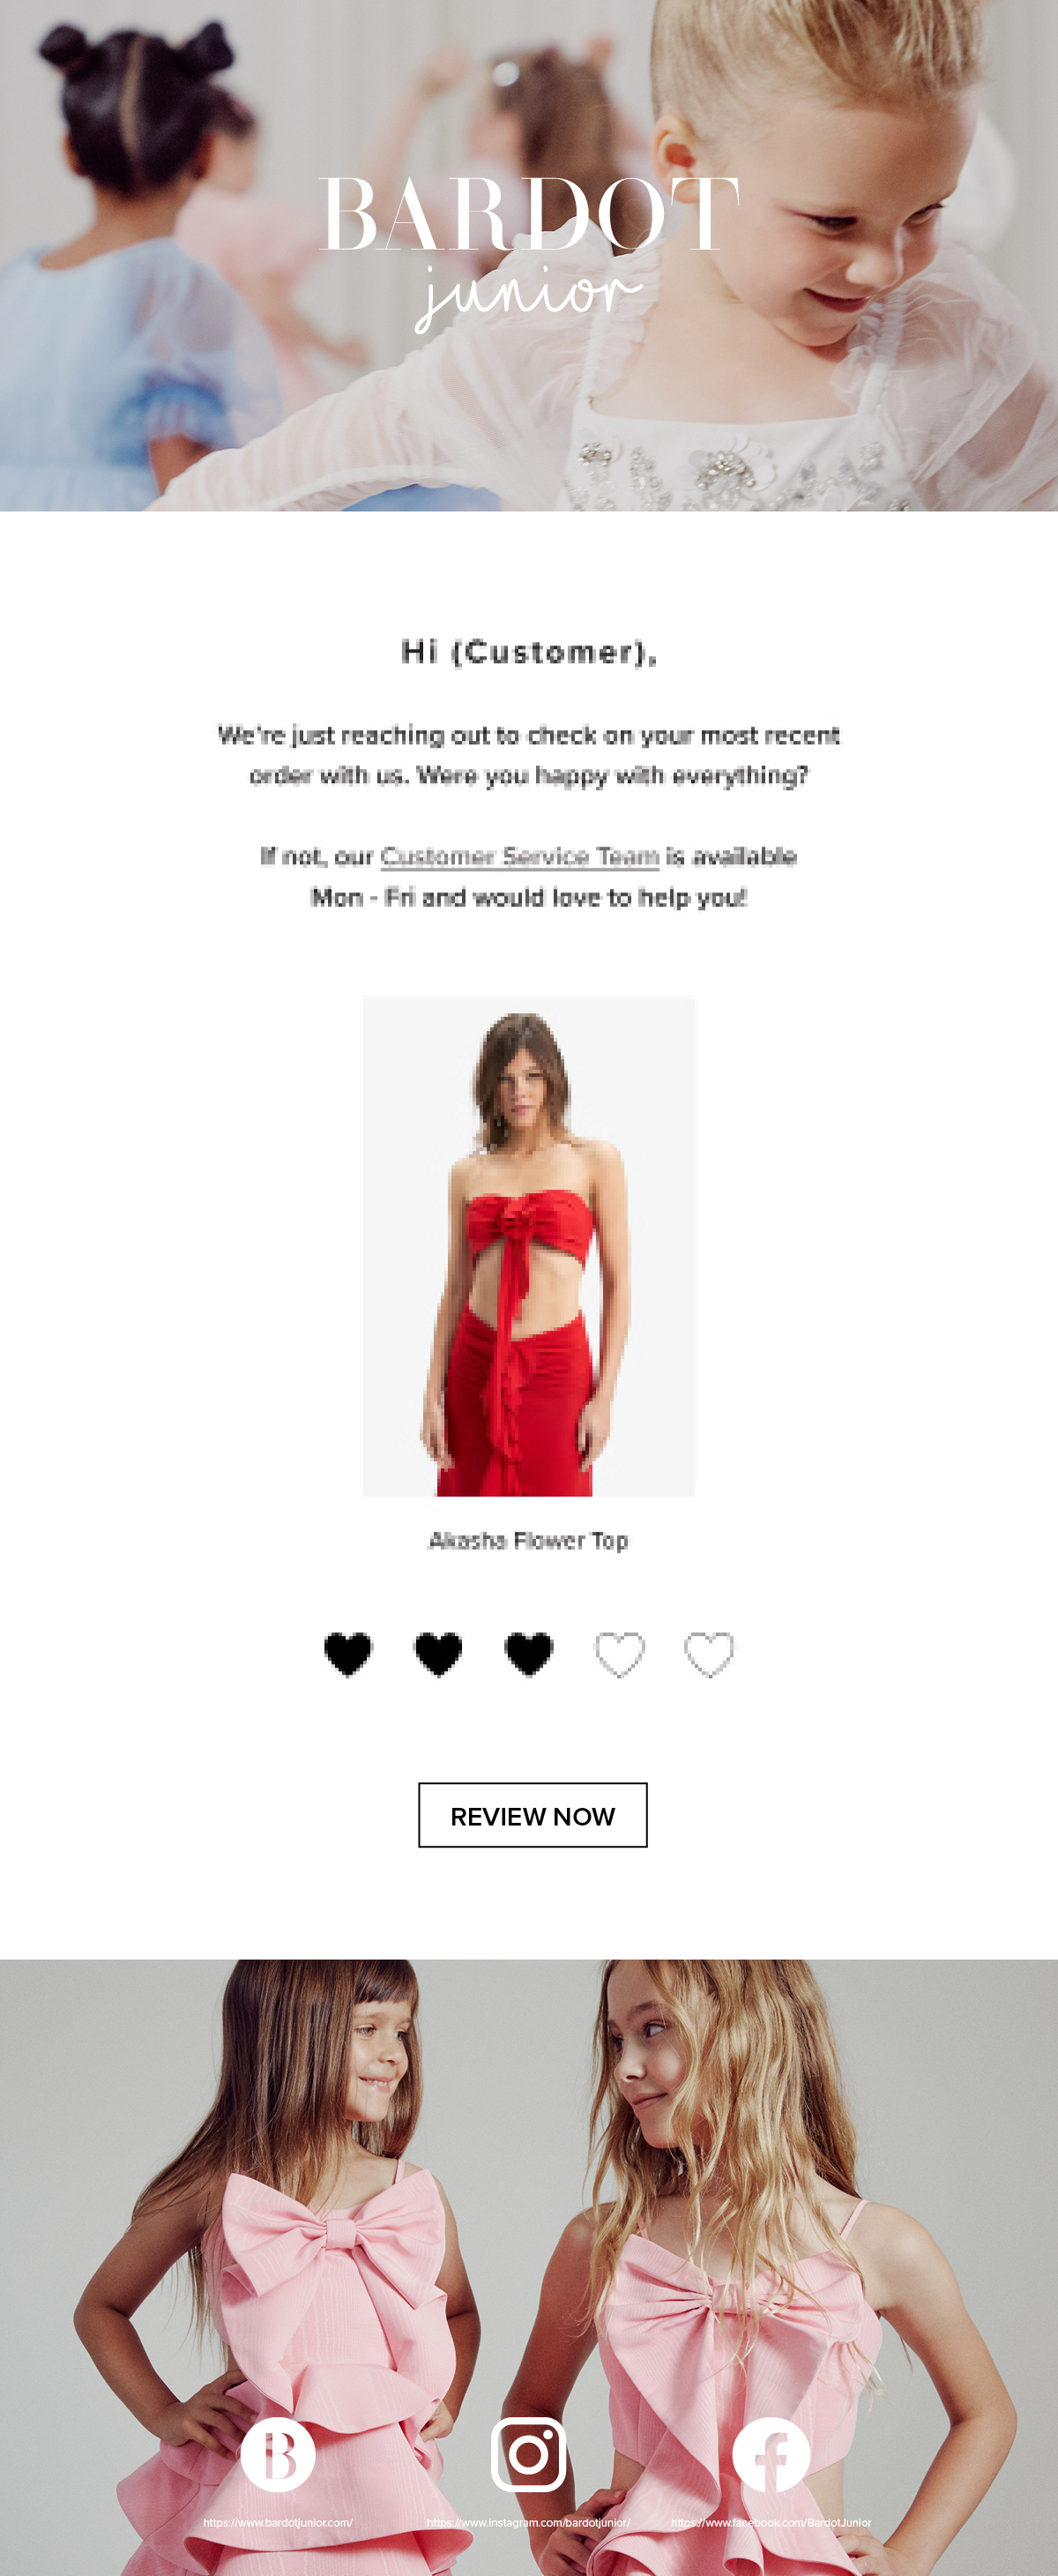 BARDOT
junior
Hi (Customer),
We're just reaching out to check on your most recent
order with us. Were you happy with everything?
If not, our Customer Service Team is available
Mon - Fri and would love to help you!
Akasha Flower Top
REVIEW NOW
B
https://www.bardotjunior.com/ https://www.instagram.com/bardotjunior/ https://www.facebook.com/BardotJunior